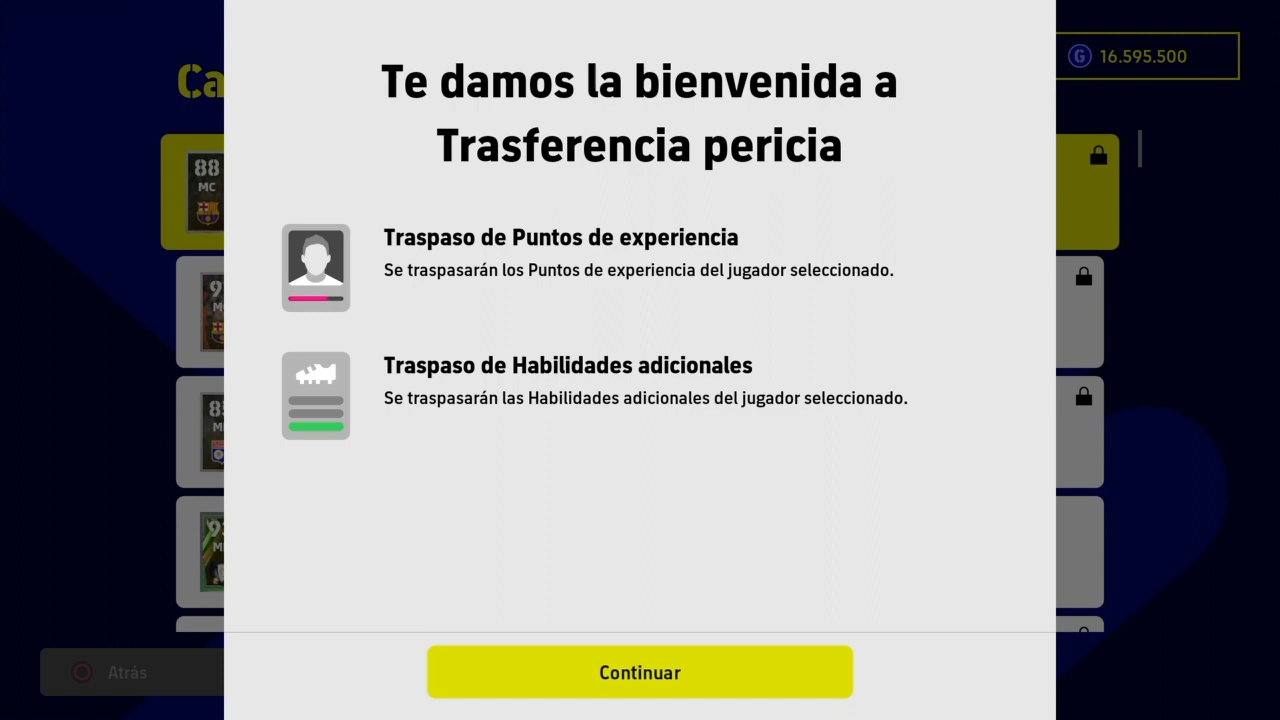 Te damos la bienvenida a
Trasferencia pericia
Traspaso de Puntos de experiencia
Se traspasarán los Puntos de experiencia del jugador seleccionado.
Traspaso de Habilidades adicionales
Se traspasarán las Habilidades adicionales del jugador seleccionado.
Continuar
Atrás
G 16.595.500
Ca
88
MC